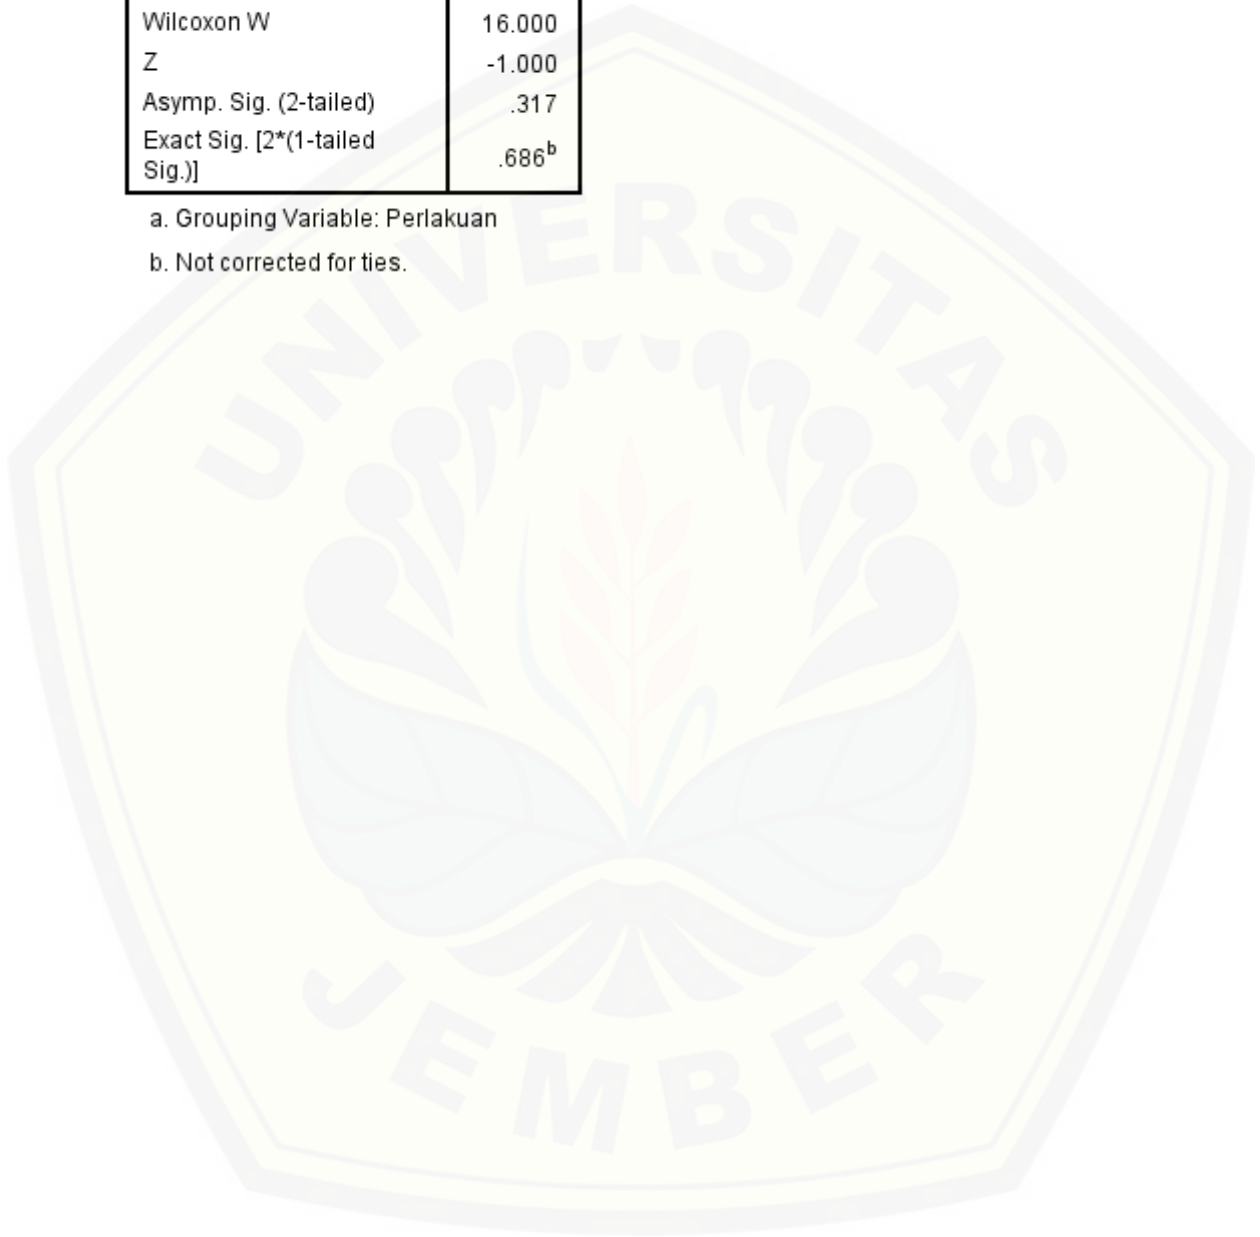 Wilcoxon W 16.000
Z -1.000
Asymp. Sig. (2-tailed) .317
Exact Sig. [2*(1-tailed
Sig.)] .686b
a. Grouping Variable: Perlakuan
b. Not corrected for ties.
UNIVERSITAS
JEMBER